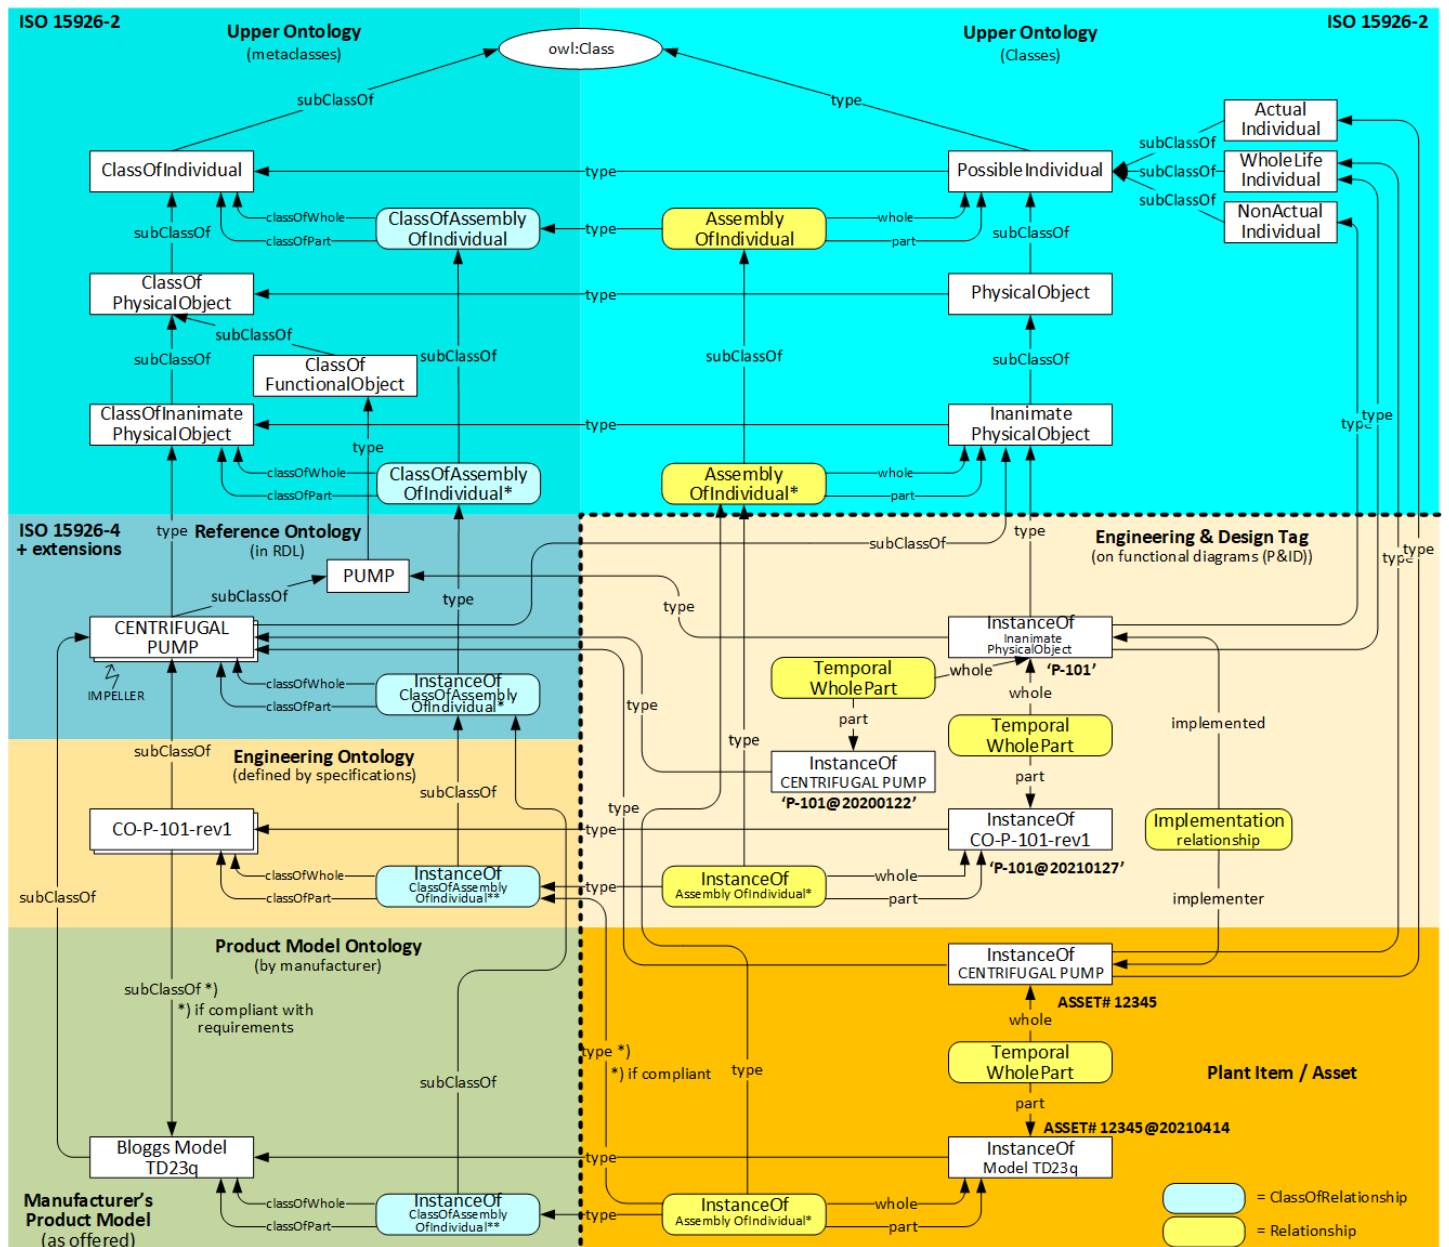 ISO 15926-2
Upper Ontology
(metaclasses)
owl:Class
Upper Ontology
(Classes)
ISO 15926-2
subClassOf
type
Actual
Individual
subClassOf
ClassOfIndividual
type
PossibleIndividual
subClassOf
WholeLife
Individual
subClassOf
NonActual
Individual
classOfWhole
classOfPart
ClassOfAssembly
OfIndividual
type
Assembly
OfIndividual
whole
part
subClassOf
subClassOf
ClassOf
PhysicalObject
type
PhysicalObject
subClassOf
subClassOf
subClassOf
subClassOf
subClassOf
ClassOf
FunctionalObject
ClassOfInanimate
PhysicalObject
type
Inanimate
PhysicalObject
type
type
type
classOfWhole
classOfPart
ClassOfAssembly
OfIndividual*
Assembly
OfIndividual*
whole
part
ISO 15926-4
+ extensions
type
Reference Ontology
(in RDL)
subClassOf
type
Engineering & Design Tag
(on functional diagrams (P&ID))
type
type
PUMP
subClassOf
type
type
CENTRIFUGAL
PUMP
InstanceOf
Inanimate
PhysicalObject
'P-101'
IMPELLER
classOfWhole
classOfPart
InstanceOf
ClassOfAssembly
OfIndividual*
type
Temporal
WholePart
whole
whole
part
implemented
subClassOf
Engineering Ontology
(defined by specifications)
type
Temporal
WholePart
InstanceOf
CENTRIFUGAL PUMP
'P-101@20200122'
part
subClassOf
type
CO-P-101-rev1
type
InstanceOf
CO-P-101-rev1
'P-101@20210127'
Implementation
relationship
classOfWhole
classOfPart
InstanceOf
ClassOfAssembly
OfIndividual**
type
InstanceOf
Assembly OfIndividual*
whole
part
subClassOf
implementer
Product Model Ontology
(by manufacturer)
InstanceOf
CENTRIFUGAL PUMP
ASSET# 12345
subClassOf *)
*) if compliant with
requirements
whole
type *)
*) if compliant
type
subClassOf
Temporal
WholePart
Plant Item / Asset
part
ASSET# 12345@20210414
Bloggs Model
TD23q
type
InstanceOf
Model TD23q
Manufacturer's
Product Model
(as offered)
classOfWhole
classOfPart
InstanceOf
ClassOfAssembly
OfIndividual**
type
InstanceOf
Assembly OfIndividual*
whole
part
= ClassOfRelationship
= Relationship